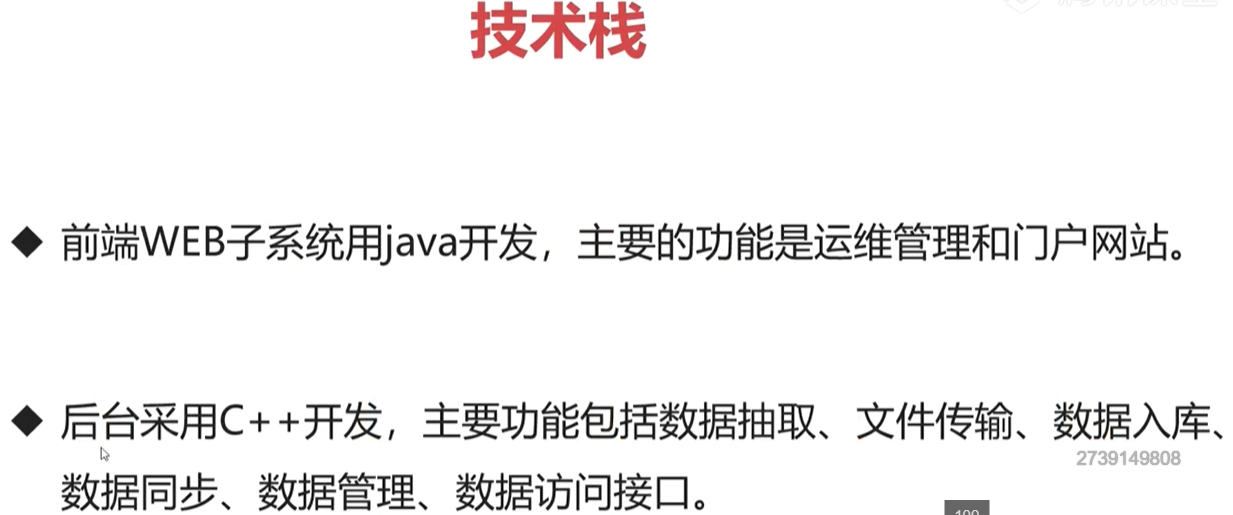 技术栈
◆ 前端WEB子系统用java开发，主要的功能是运维管理和门户网站。
◆ 后台采用C++开发，主要功能包括数据抽取、文件传输、数据入库、
2739149808
数据同步、数据管理、数据访问接口。